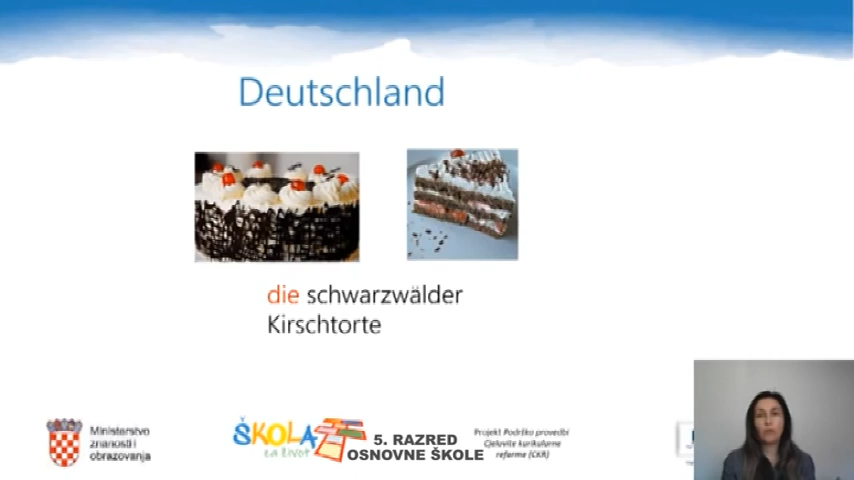 Deutschland
die schwarzwälder
Kirschtorte
Ministarstvo
znanosti i
obrazovanja
ŠKOLA
za život
5. RAZRED
OSNOVNE ŠKOLE
Projekt Podrška provedbi
Cjelovite kurikularne
reforme (CKR)